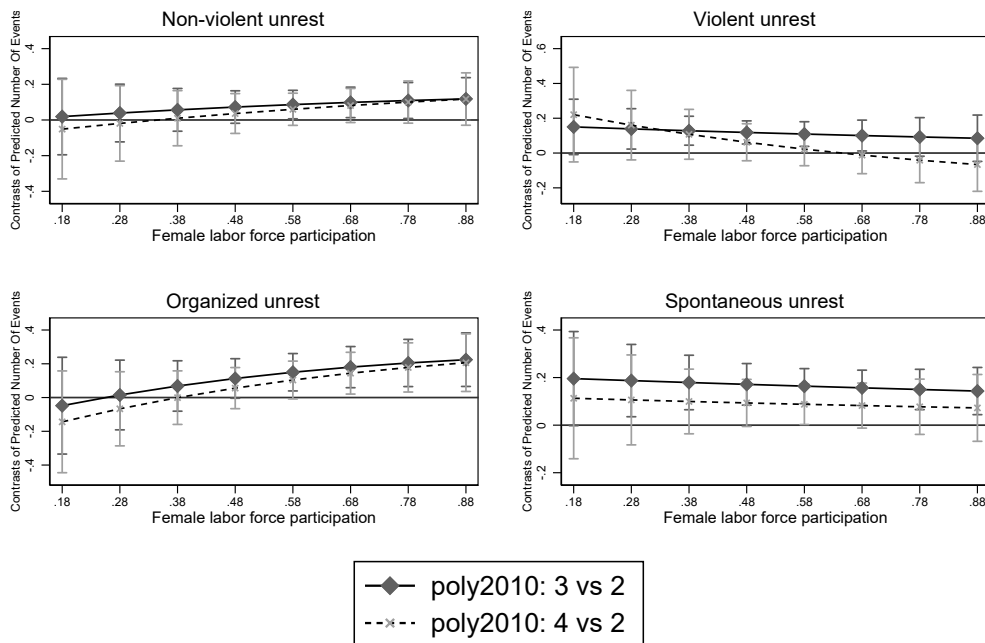 Non-violent unrest
Contrasts of Predicted Number Of Events
.4
.2
0
-.2
-.4
.18 .28 .38 .48 .58 .68 .78 .88
Female labor force participation
Violent unrest
Contrasts of Predicted Number Of Events
.6
.4
.2
0
-.2
.18 .28 .38 .48 .58 .68 .78 .88
Female labor force participation
Organized unrest
Contrasts of Predicted Number Of Events
.4
.2
0
-.2
-.4
.18 .28 .38 .48 .58 .68 .78 .88
Female labor force participation
Spontaneous unrest
Contrasts of Predicted Number Of Events
.4
.2
0
-.2
.18 .28 .38 .48 .58 .68 .78 .88
Female labor force participation
poly2010: 3 vs 2
poly2010: 4 vs 2